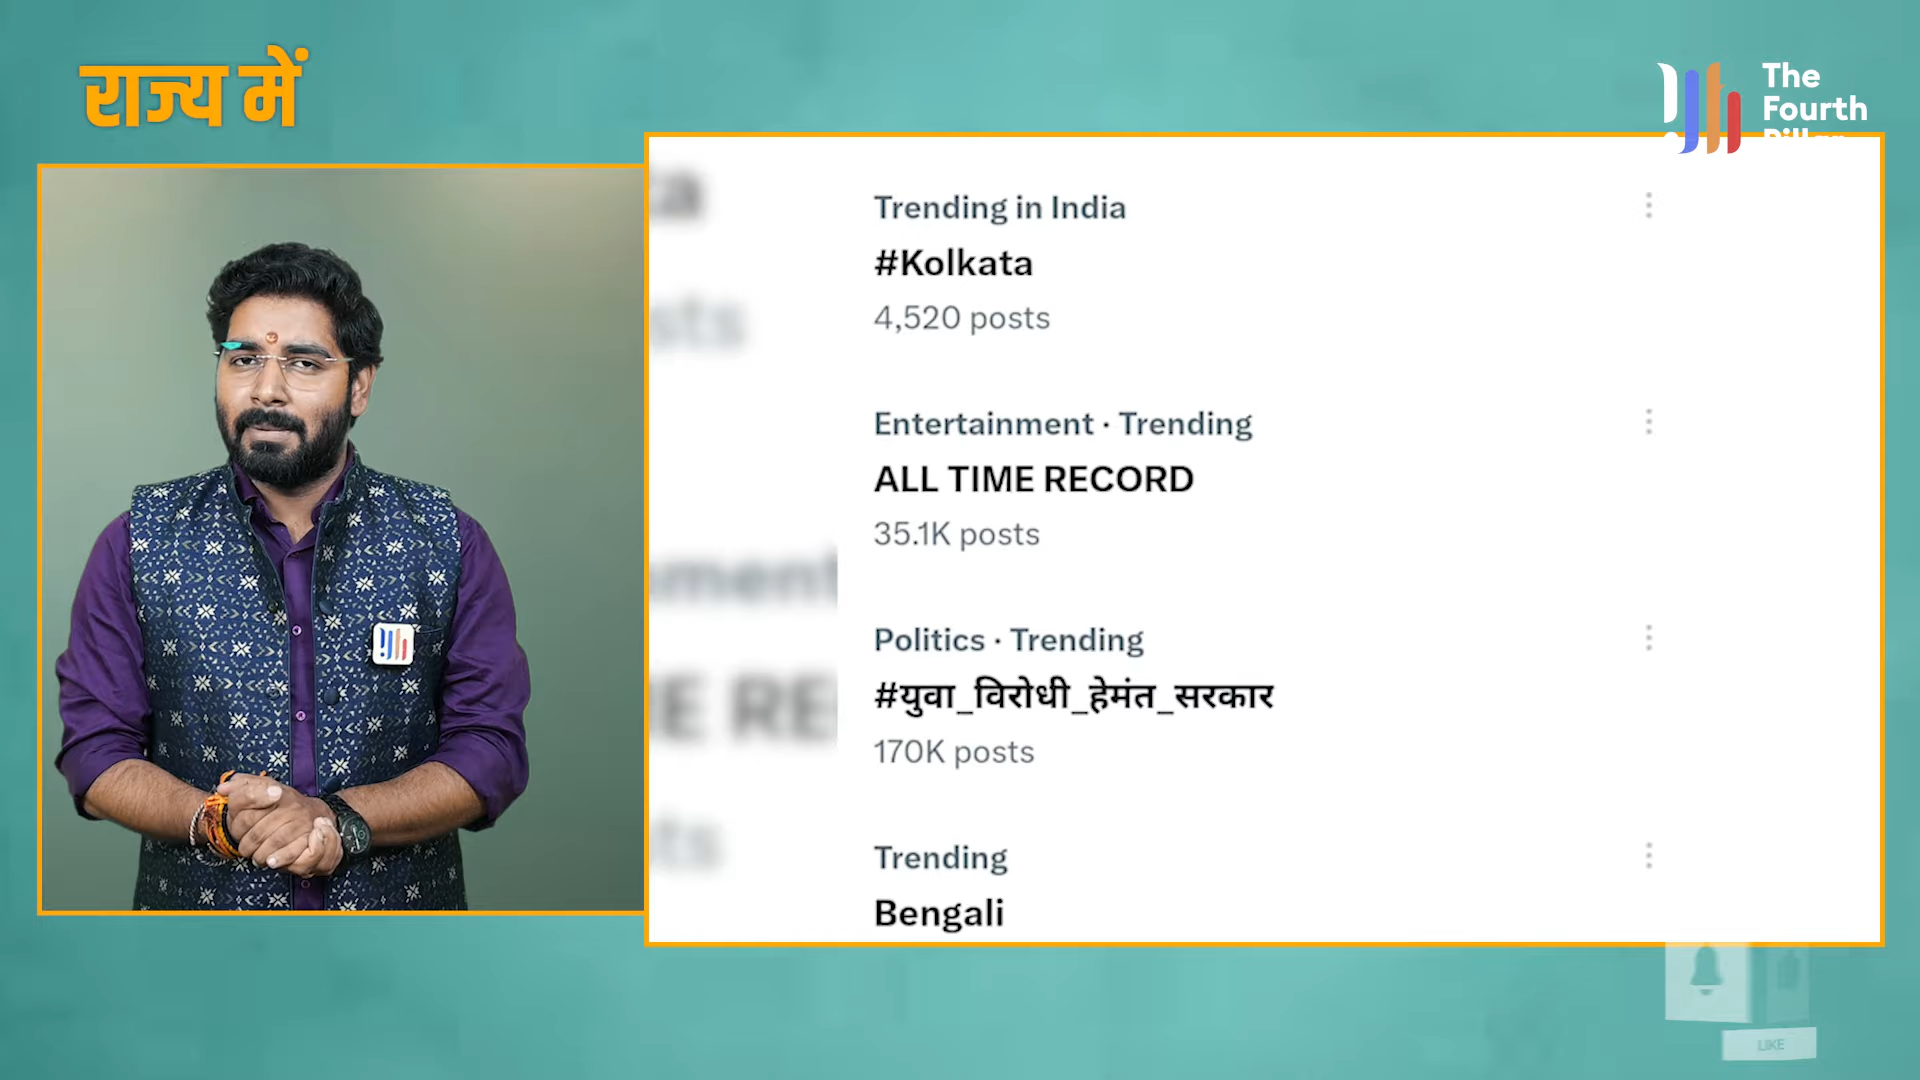 राज्य में
The
Fourth
Pillar
Trending in India
#Kolkata
4,520 posts
Entertainment · Trending
ALL TIME RECORD
35.1K posts
Politics · Trending
#युवा_विरोधी_हेमंत_सरकार
170K posts
Trending
Bengali
LIKE